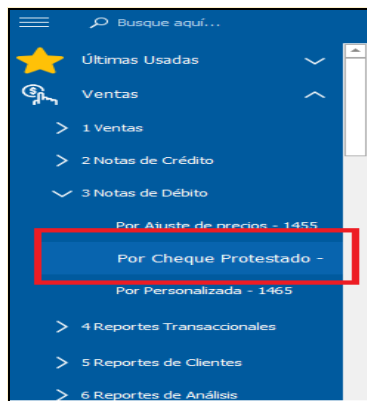 Busque aquí...
Últimas Usadas
Ventas
1 Ventas
2 Notas de Crédito
3 Notas de Débito
Por Ajuste de precios - 1455
Por Cheque Protestado -
Por Personalizada - 1465
4 Reportes Transaccionales
5 Reportes de Clientes
6 Reportes de Análisis